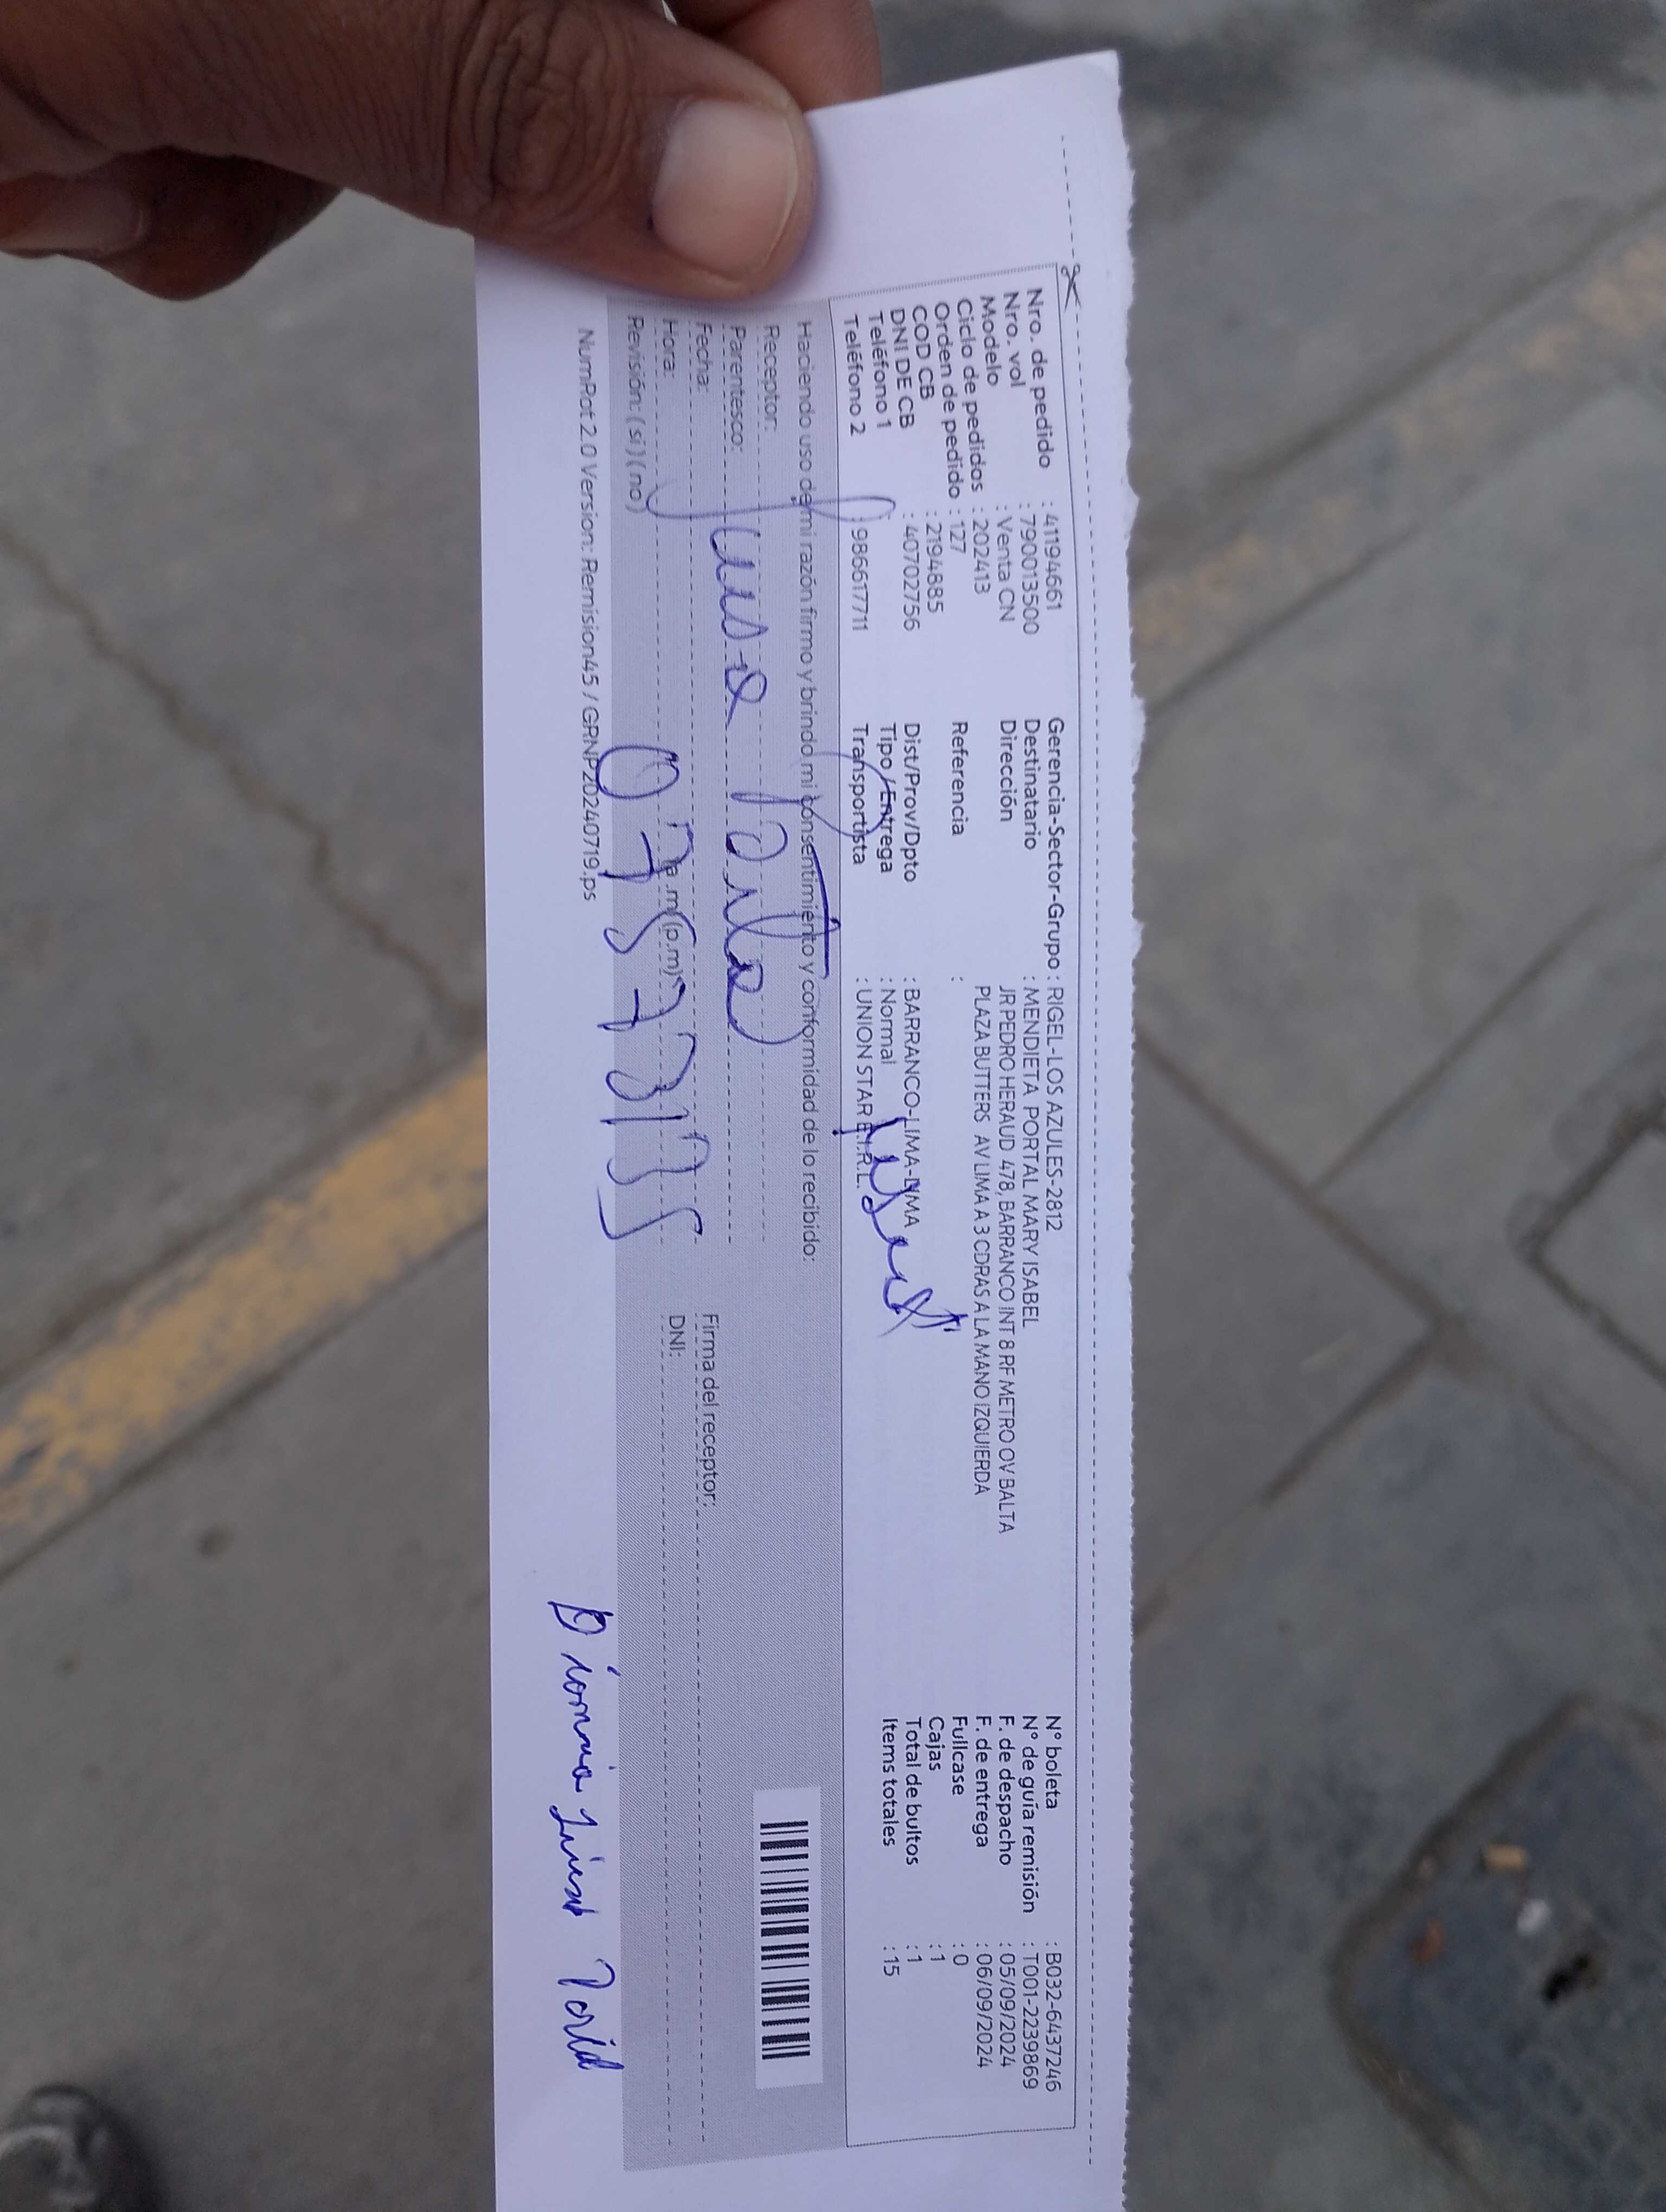 Nro. de pedido : 41194661
Nro. vol : 790013500
Modelo : Venta CN
Ciclo de pedidos : 202413
Orden de pedido : 127
COD CB : 2194885
DNI DE CB : 40702756
Teléfono 1 :
Teléfono 2 : 986617711
Gerencia-Sector-Grupo : RIGEL-LOS AZULES-2812
Destinatario : MENDIETA PORTAL MARY ISABEL
Dirección JR PEDRO HERAUD 478, BARRANCO INT 8 RF METRO OV BALTA
PLAZA BUTTERS AV LIMA A 3 CDRAS A LA MANO IZQUIERDA
Referencia :
Dist/Prov/Dpto : BARRANCO-LIMA-LIMA
Tipo / Entrega : Normal
Transportista : UNION STAR E.I.R.L.
N° boleta : B032-6437246
N° de guía remisión : T001-2239869
F. de despacho : 05/09/2024
F. de entrega : 06/09/2024
Fullcase : 0
Cajas : 1
Total de bultos : 1
Items totales : 15
Haciendo uso de mi razón firmo y brindo mi consentimiento y conformidad de lo recibido:
Receptor:
Parentesco:
Fecha:
Hora: (a.m) (p.m)
Revisión: ( si ) ( no )
Firma del receptor:
DNI:
NumRot 2.0 Version: Remision45 / GRNP20240719.ps